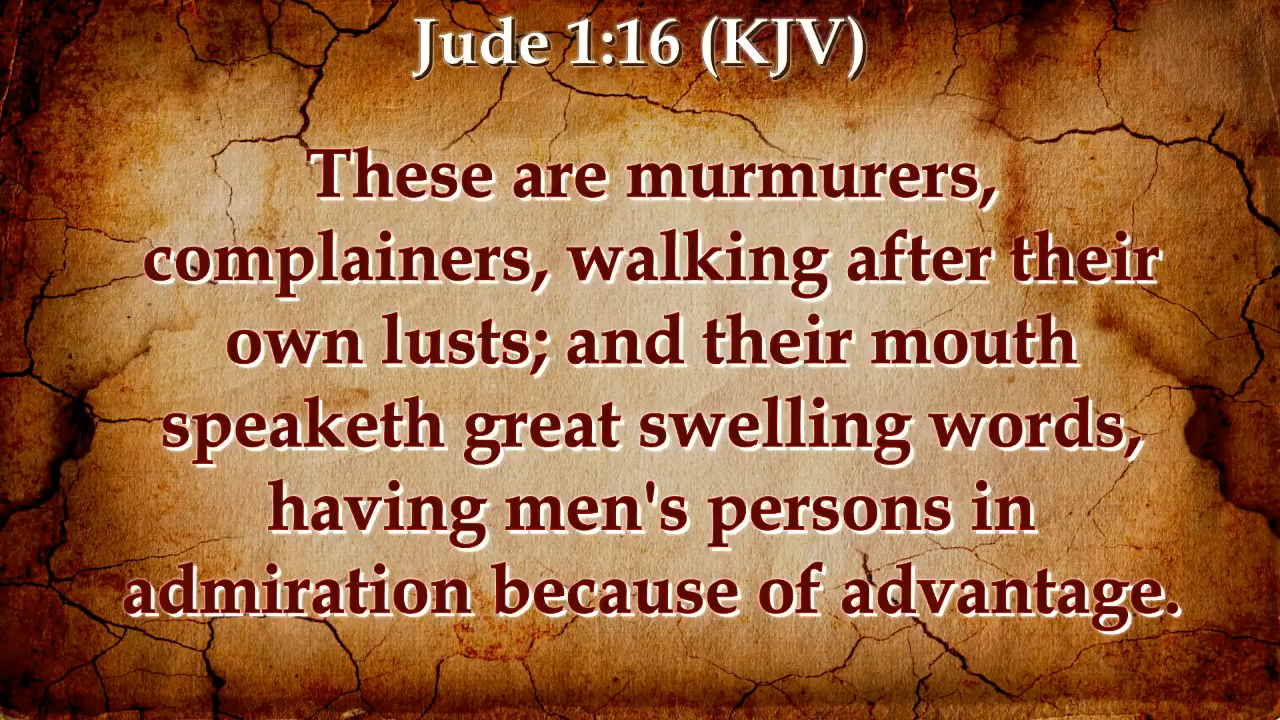 Jude 1:16 (KJV)
These are murmurers,
complainers, walking after their
own lusts; and their mouth
speaketh great swelling words,
having men's persons in
admiration because of advantage.